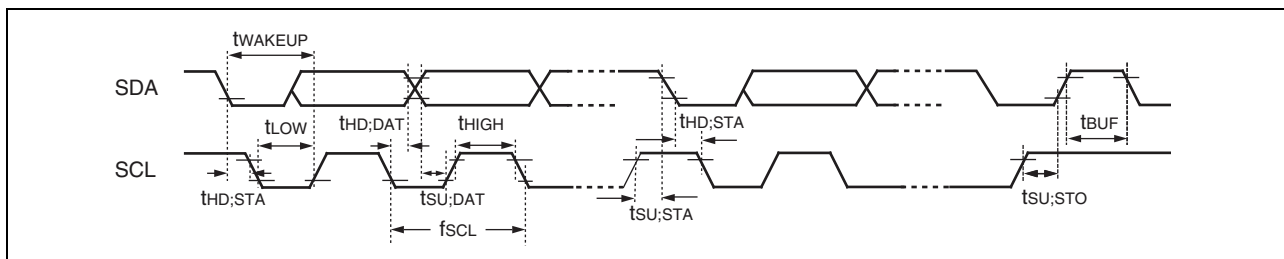 tWAKEUP
SDA
tLOW
tHD;DAT
tHIGH
tHD;STA
tBUF
SCL
tHD;STA
tSU;DAT
tSU;STA
tSU;STO
fSCL